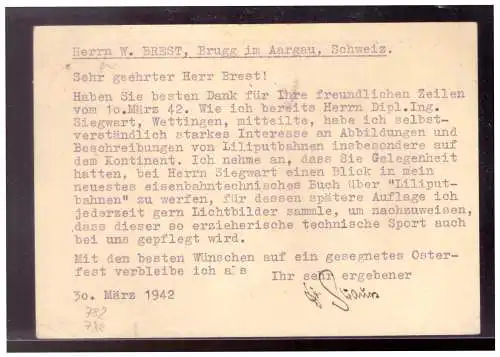 Herrn W. BREST, Brugg im Aargau, Schweiz.
Sehr geehrter Herr Brest!
Haben Sie besten Dank für Ihre freundlichen Zeilen
vom 1o.März 42. Wie ich bereits Herrn Dipl.Ing.
Siegwart, Wettingen, mitteilte, habe ich selbst-
verständlich starkes Interesse an Abbildungen und
Beschreibungen von Liliputbahnen insbesondere auf
dem Kontinent. Ich nehme an, dass Sie Gelegenheit
hatten, bei Herrn Siegwart einen Blick in mein
neuestes eisenbahntechnisches Buch über "Liliput-
bahnen" zu werfen, für dassen spätere Auflage ich
jederzeit gern Lichtbilder sammle, um nachzuweisen,
dass dieser so erzieherische technische Sport auch
bei uns gepflegt wird.
Mit den besten Wünschen auf ein gesegnetes Oster-
fest verbleibe ich als Ihr sehr ergebener
3o. März 1942
782